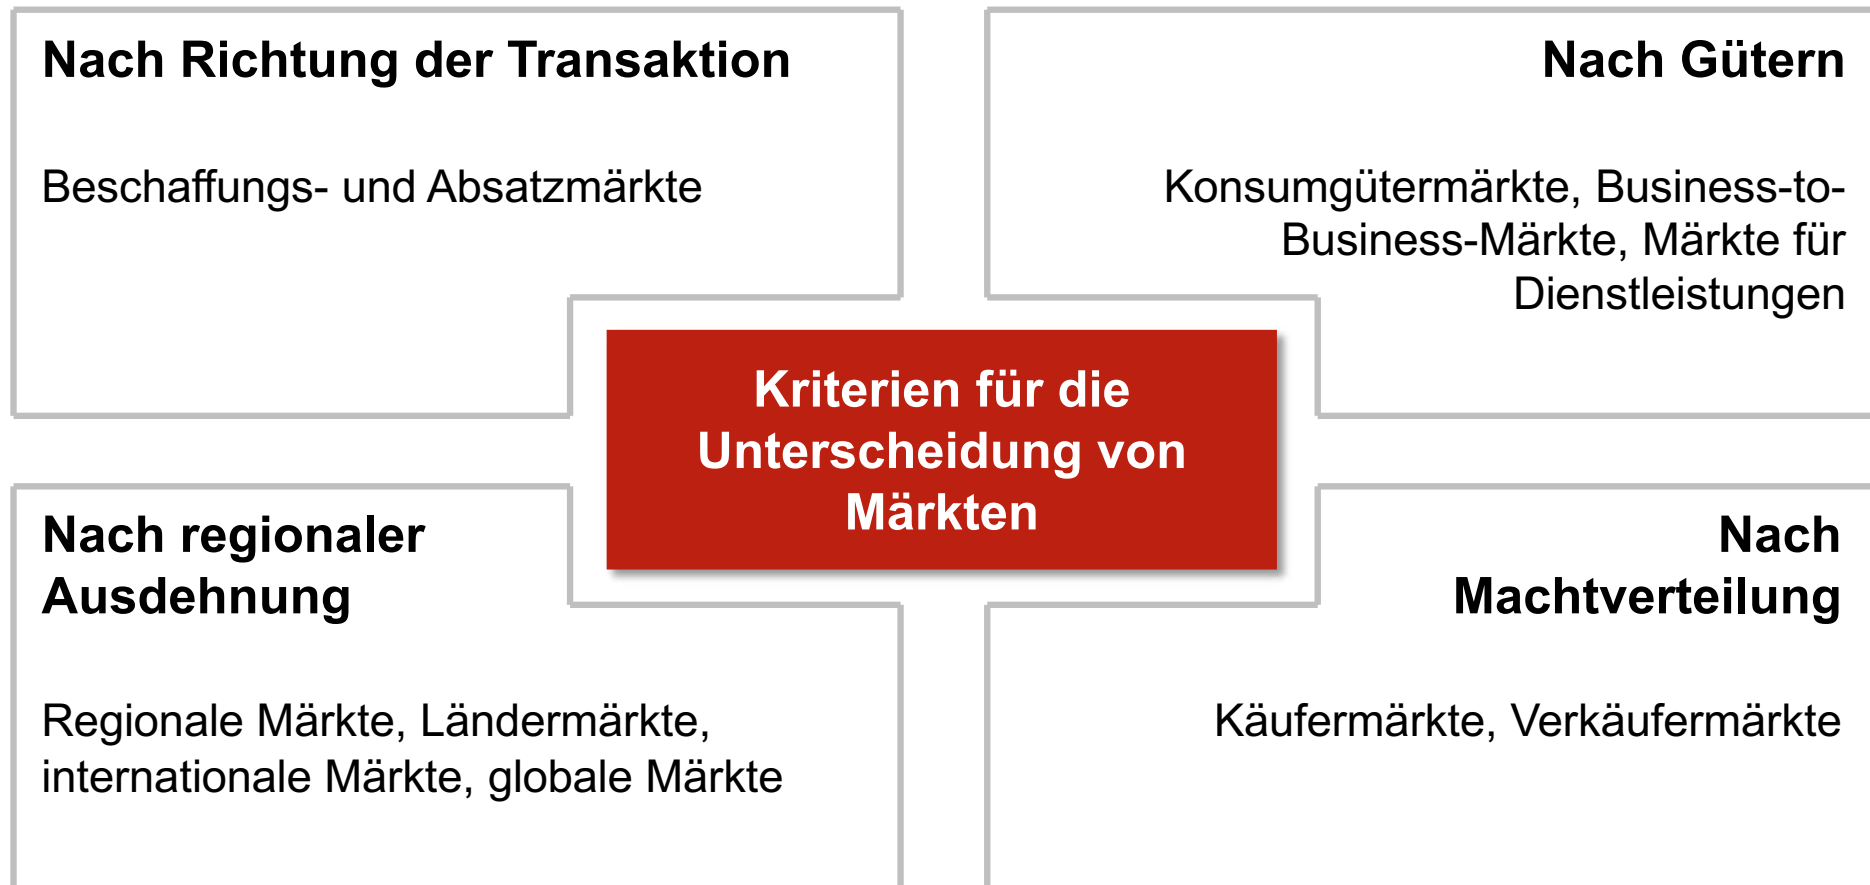 Nach Richtung der Transaktion
Beschaffungs- und Absatzmärkte
Nach Gütern
Konsumgütermärkte, Business-to-
Business-Märkte, Märkte für
Dienstleistungen
Kriterien für die
Unterscheidung von
Märkten
Nach regionaler
Ausdehnung
Regionale Märkte, Ländermärkte,
internationale Märkte, globale Märkte
Nach
Machtverteilung
Käufermärkte, Verkäufermärkte